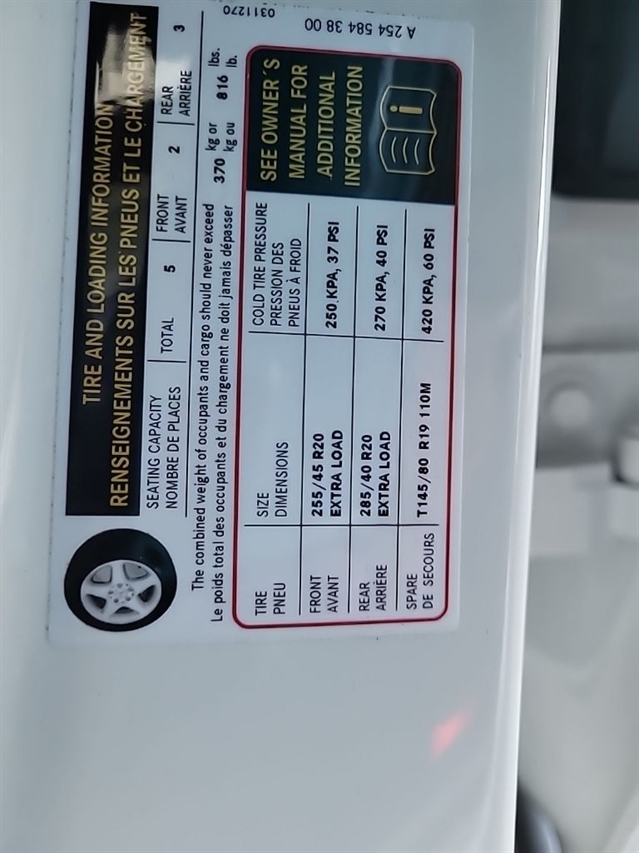 TIRE AND LOADING INFORMATION
RENSEIGNEMENTS SUR LES PNEUS ET LE CHARGEMENT
SEATING CAPACITY
NOMBRE DE PLACES
TOTAL 5
FRONT
AVANT
2
REAR
ARRIÈRE
3
The combined weight of occupants and cargo should never exceed 370 kg or 816 lbs.
Le poids total des occupants et du chargement ne doit jamais dépasser kg ou lb.
TIRE
PNEU
SIZE
DIMENSIONS
COLD TIRE PRESSURE
PRESSION DES
PNEUS À FROID
SEE OWNER´S
MANUAL FOR
ADDITIONAL
INFORMATION
FRONT
AVANT
255/45 R20
EXTRA LOAD
250 KPA, 37 PSI
REAR
ARRIÈRE
285/40 R20
EXTRA LOAD
270 KPA, 40 PSI
SPARE
DE SECOURS
T145/80 R19 110M
420 KPA, 60 PSI
0311270
A 254 584 38 00